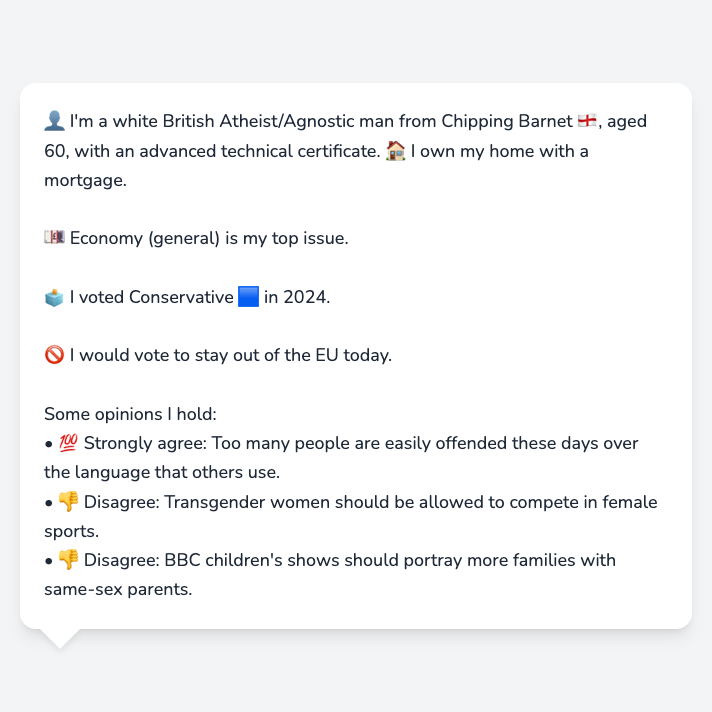 👤 I'm a white British Atheist/Agnostic man from Chipping Barnet 🏴󠁧󠁢󠁥󠁮󠁧󠁿, aged
60, with an advanced technical certificate. 🏠 I own my home with a
mortgage.
💷 Economy (general) is my top issue.
🗳️ I voted Conservative 🟦 in 2024.
🚫 I would vote to stay out of the EU today.
Some opinions I hold:
• 💯 Strongly agree: Too many people are easily offended these days over
the language that others use.
• 👎 Disagree: Transgender women should be allowed to compete in female
sports.
• 👎 Disagree: BBC children's shows should portray more families with
same-sex parents.